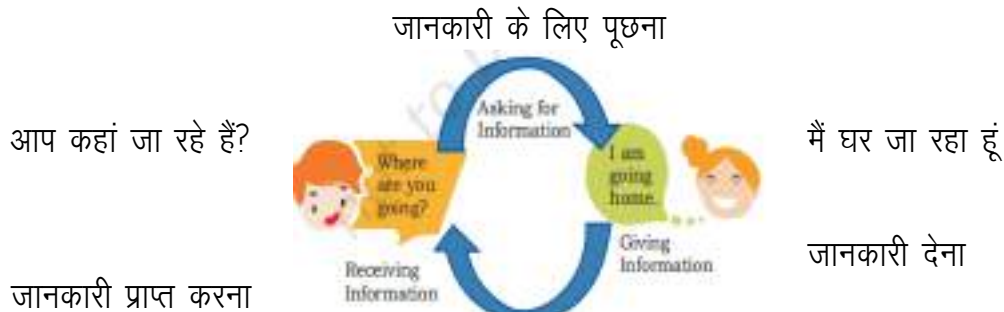 जानकारी के लिए पूछना
Asking for
Information
आप कहां जा रहे हैं?
Where
are you
going?
I am
going
home.
मैं घर जा रहा हूं
Giving
Information
जानकारी देना
Receiving
Information
जानकारी प्राप्त करना